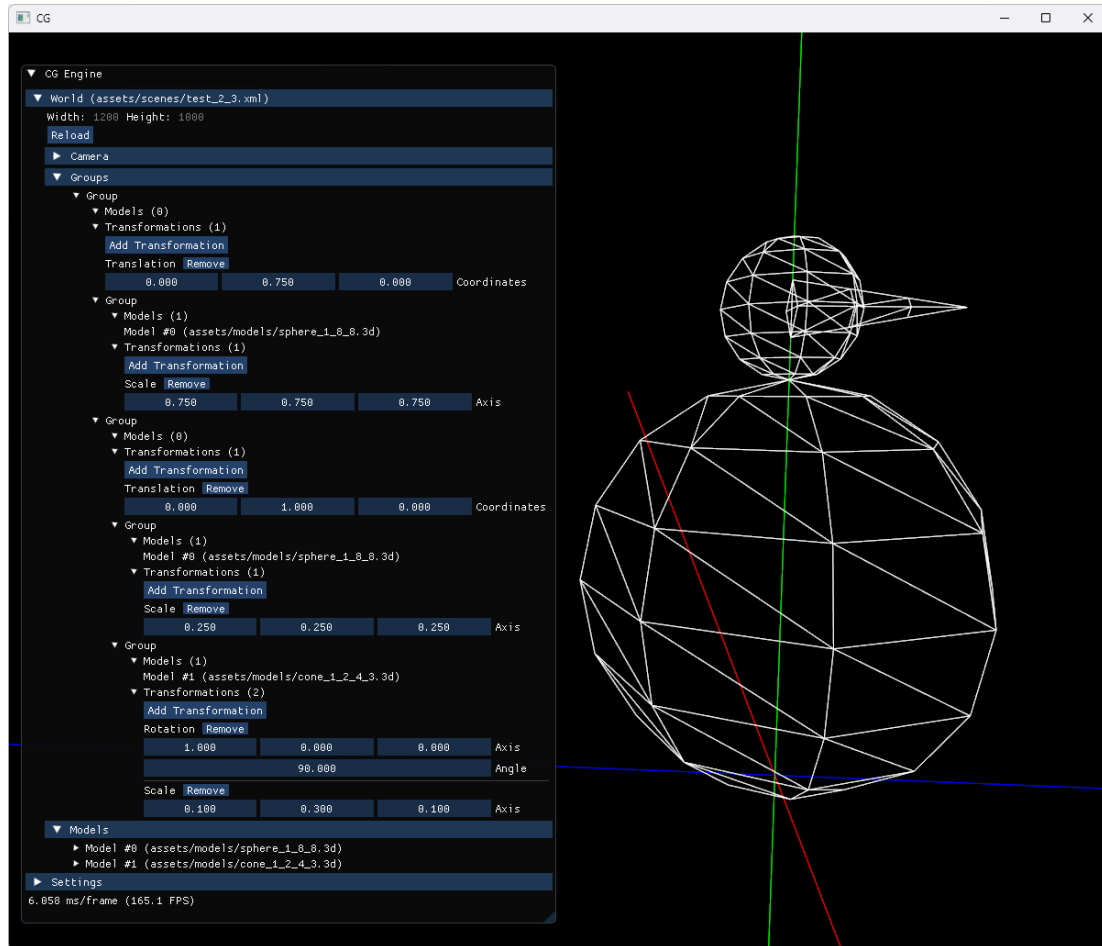 CG
CG Engine
World (assets/scenes/test_2_3.xml)
Width: 1200 Height: 1000
Reload
Camera
Groups
Group
Models (0)
Transformations (1)
Add Transformation
Translation Remove
0.000 0.750 0.000 Coordinates
Group
Models (1)
Model #0 (assets/models/sphere_1_8_8.3d)
Transformations (1)
Add Transformation
Scale Remove
0.750 0.750 0.750 Axis
Group
Models (0)
Transformations (1)
Add Transformation
Translation Remove
0.000 1.000 0.000 Coordinates
Group
Models (1)
Model #0 (assets/models/sphere_1_8_8.3d)
Transformations (1)
Add Transformation
Scale Remove
0.250 0.250 0.250 Axis
Group
Models (1)
Model #1 (assets/models/cone_1_2_4_3.3d)
Transformations (2)
Add Transformation
Rotation Remove
1.000 0.000 0.000 Axis
90.000 Angle
Scale Remove
0.100 0.300 0.100 Axis
Models
Model #0 (assets/models/sphere_1_8_8.3d)
Model #1 (assets/models/cone_1_2_4_3.3d)
Settings
6.058 ms/frame (165.1 FPS)